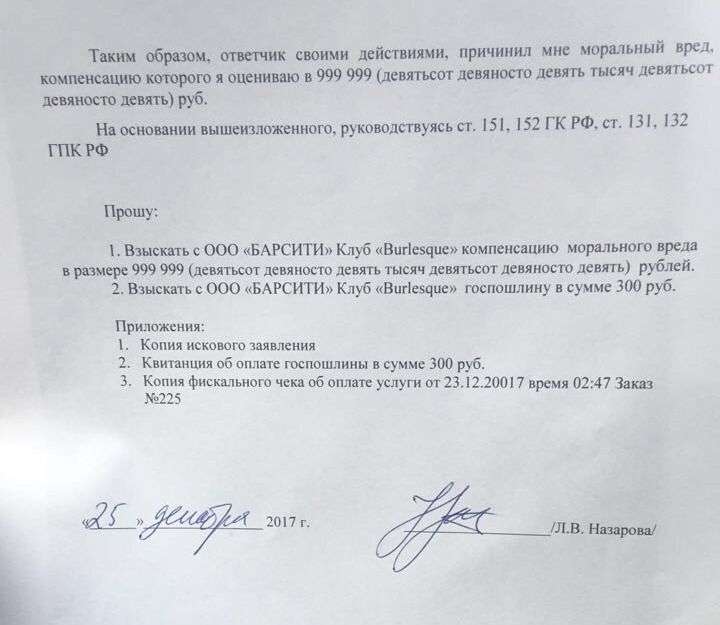 Таким образом, ответчик своими действиями, причинил мне моральный вред,
компенсацию которого я оцениваю в 999 999 (девятьсот девяносто девять тысяч девятьсот
девяносто девять) руб.
На основании вышеизложенного, руководствуясь ст. 151, 152 ГК РФ, ст. 131, 132
ГПК РФ
Прошу:
1. Взыскать с ООО «БАРСИТИ» Клуб «Burlesque» компенсацию морального вреда
в размере 999 999 (девятьсот девяносто девять тысяч девятьсот девяносто девять) рублей.
2. Взыскать с ООО «БАРСИТИ» Клуб «Burlesque» госпошлину в сумме 300 руб.
Приложения:
1. Копия искового заявления
2. Квитанция об оплате госпошлины в сумме 300 руб.
3. Копия фискального чека об оплате услуги от 23.12.20017 время 02:47 Заказ
№225
«25» декабря 2017 г. /Л.В. Назарова/